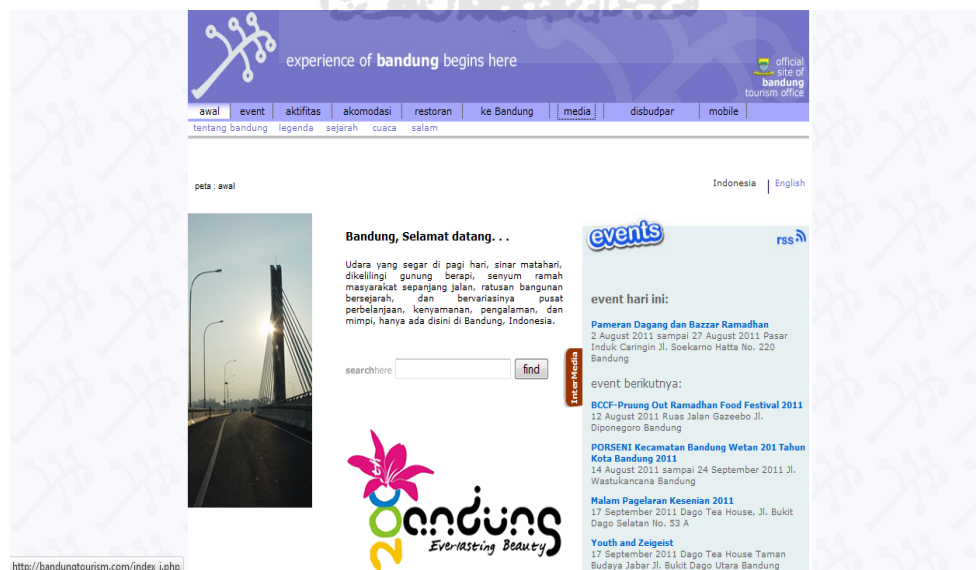 experience of bandung begins here
official
site of
bandung
tourism office
awal event aktifitas akomodasi restoran ke Bandung media disbudpar mobile
tentang bandung legenda sejarah cuaca salam
peta : awal
Indonesia | English
Bandung, Selamat datang. . .
Udara yang segar di pagi hari, sinar matahari,
dikelilingi gunung berapi, senyum ramah
masyarakat sepanjang jalan, ratusan bangunan
bersejarah, dan bervariasinya pusat
perbelanjaan, kenyamanan, pengalaman, dan
mimpi, hanya ada disini di Bandung, Indonesia.
searchhere find
InterMedia
Bandung
Everlasting Beauty
events
rss
event hari ini:
Pameran Dagang dan Bazzar Ramadhan
2 August 2011 sampai 27 August 2011 Pasar
Induk Caringin Jl. Soekarno Hatta No. 220
Bandung
event berikutnya:
BCCF-Pruung Out Ramadhan Food Festival 2011
12 August 2011 Ruas Jalan Gazeebo Jl.
Diponegoro Bandung
PORSENI Kecamatan Bandung Wetan 201 Tahun
Kota Bandung 2011
14 August 2011 sampai 24 September 2011 Jl.
Wastukancana Bandung
Malam Pagelaran Kesenian 2011
17 September 2011 Dago Tea House, Jl. Bukit
Dago Selatan No. 53 A
Youth and Zeigeist
17 September 2011 Dago Tea House Taman
Budaya Jabar Jl. Bukit Dago Utara Bandung
http://bandungtourism.com/index_i.php